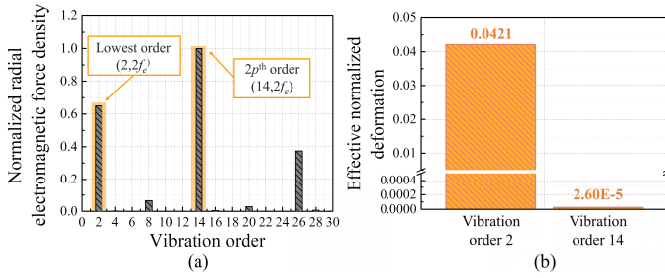 Normalized radial
electromagnetic force density
1.2
1.0
0.8
0.6
0.4
0.2
0.0
Lowest order
(2,2fₑ)
2pᵗʰ order
(14,2fₑ)
0 2 4 6 8 10 12 14 16 18 20 22 24 26 28 30
Vibration order
(a)
Effective normalized
deformation
0.05
0.04
0.03
0.02
0.01
0.0004
0.0002
0.0000
0.0421
2.60E-5
Vibration
order 2
Vibration
order 14
(b)